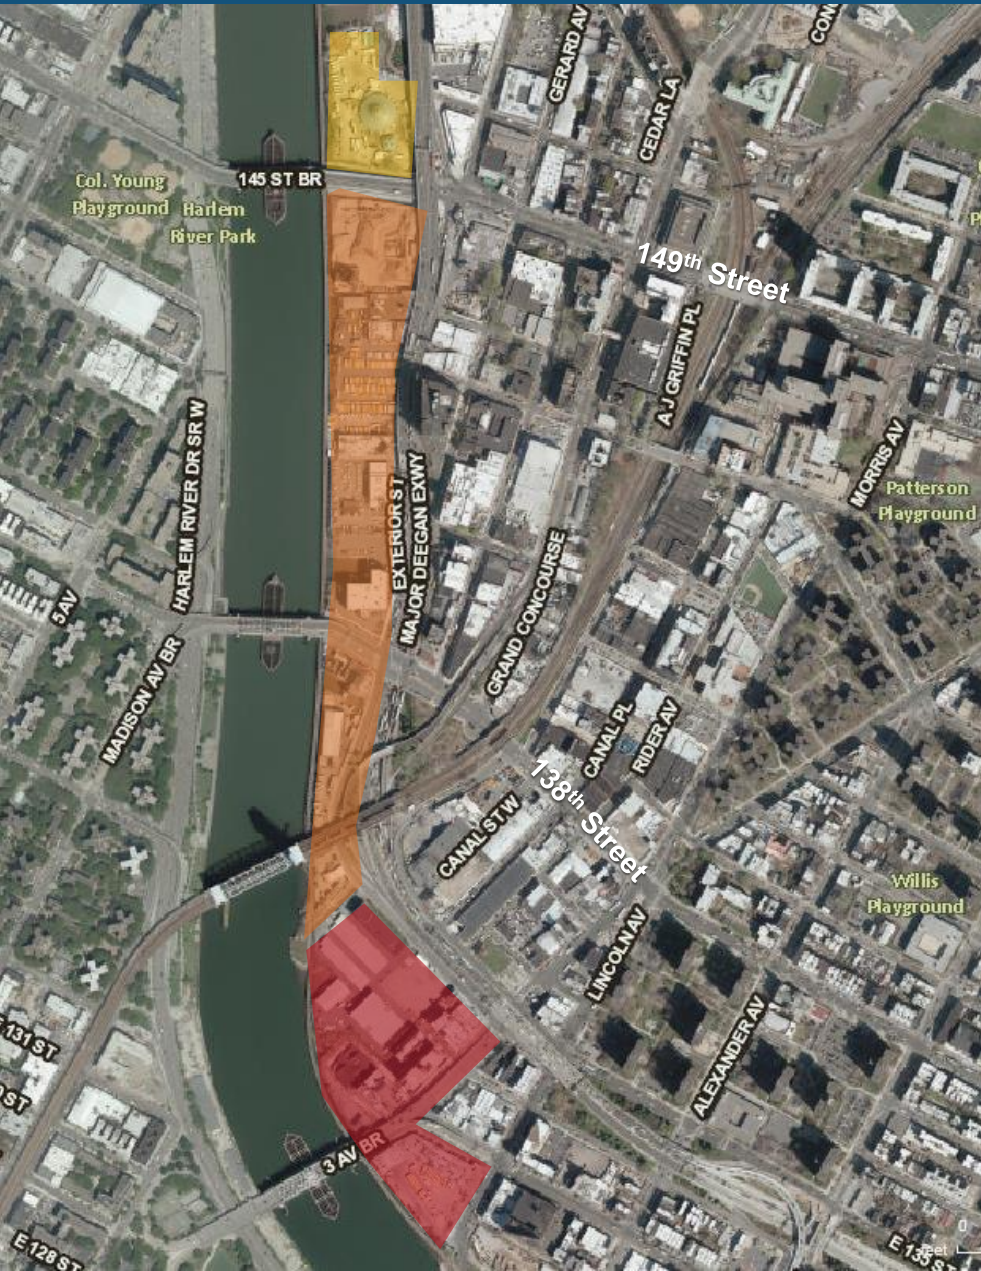 GERARD AV
CEDAR LA
145 ST BR
Col. Young
Playground
Harlem
River Park
149th Street
A J GRIFFIN PL
HARLEM RIVER DR SR W
MORRIS AV
Patterson
Playground
EXTERIOR ST
MAJOR DEEGAN EXWY
GRAND CONCOURSE
5 AV
MADISON AV BR
CANAL PL
RIDER AV
138th Street
CANAL ST W
Willis
Playground
LINCOLN AV
ALEXANDER AV
131 ST
ST
3 AV BR
E 128 ST
E 135 ST
0
feet